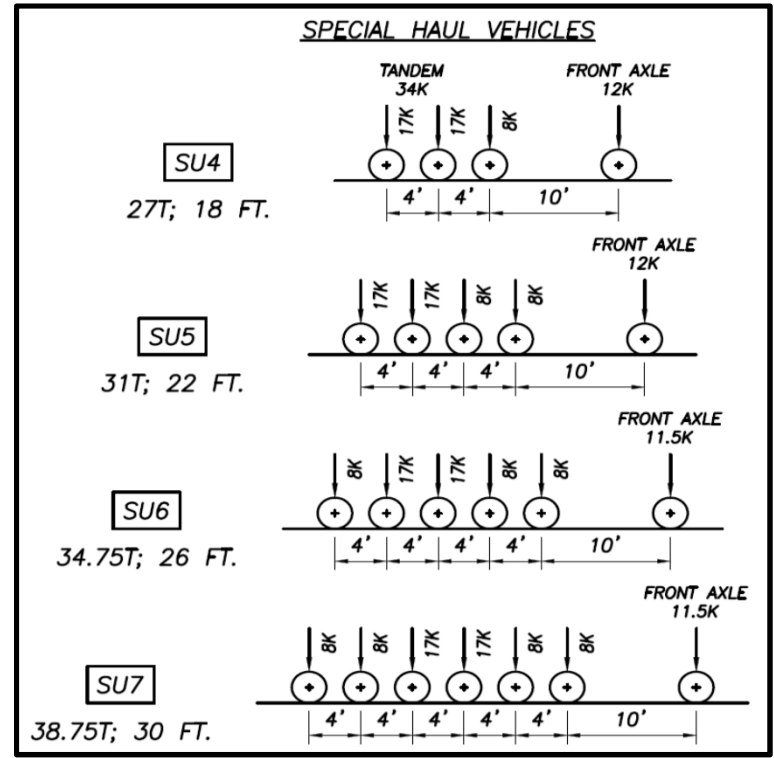 SPECIAL HAUL VEHICLES
TANDEM
34K
FRONT AXLE
12K
17K 17K 8K
SU4
27T; 18 FT.
4' 4' 10'
FRONT AXLE
12K
17K 17K 8K 8K
SU5
31T; 22 FT.
4' 4' 4' 10'
FRONT AXLE
11.5K
8K 17K 17K 8K 8K
SU6
34.75T; 26 FT.
4' 4' 4' 4' 10'
FRONT AXLE
11.5K
8K 8K 17K 17K 8K 8K
SU7
38.75T; 30 FT.
4' 4' 4' 4' 4' 10'